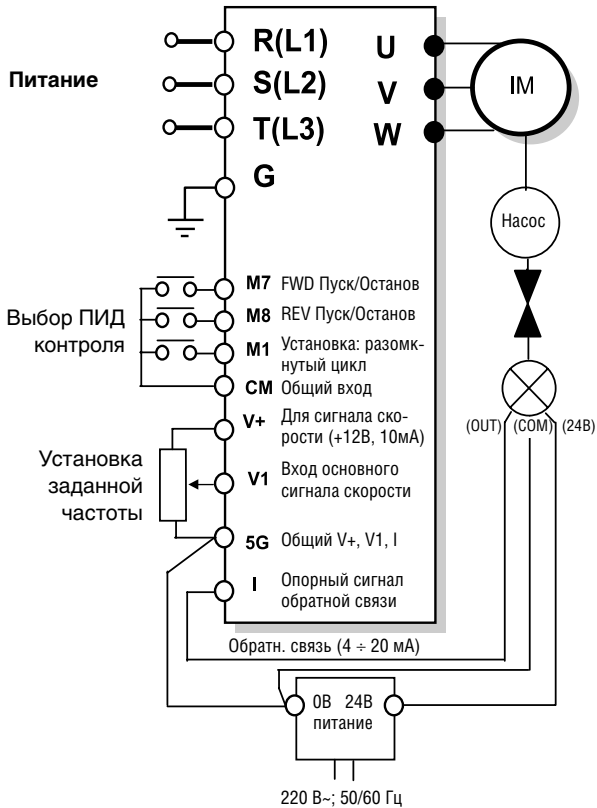 R(L1) U
Питание S(L2) V IM
T(L3) W
G
Насос
M7 FWD Пуск/Останов
Выбор ПИД
контроля
M8 REV Пуск/Останов
M1 Установка: разомк-
нутый цикл
CM Общий вход
V+ Для сигнала ско-
рости (+12В, 10мА)
(OUT) (COM) (24В)
Установка
заданной
частоты
V1 Вход основного
сигнала скорости
5G Общий V+, V1, I
I Опорный сигнал
обратной связи
Обратн. связь (4 ÷ 20 мА)
0В 24В
питание
220 В~; 50/60 Гц